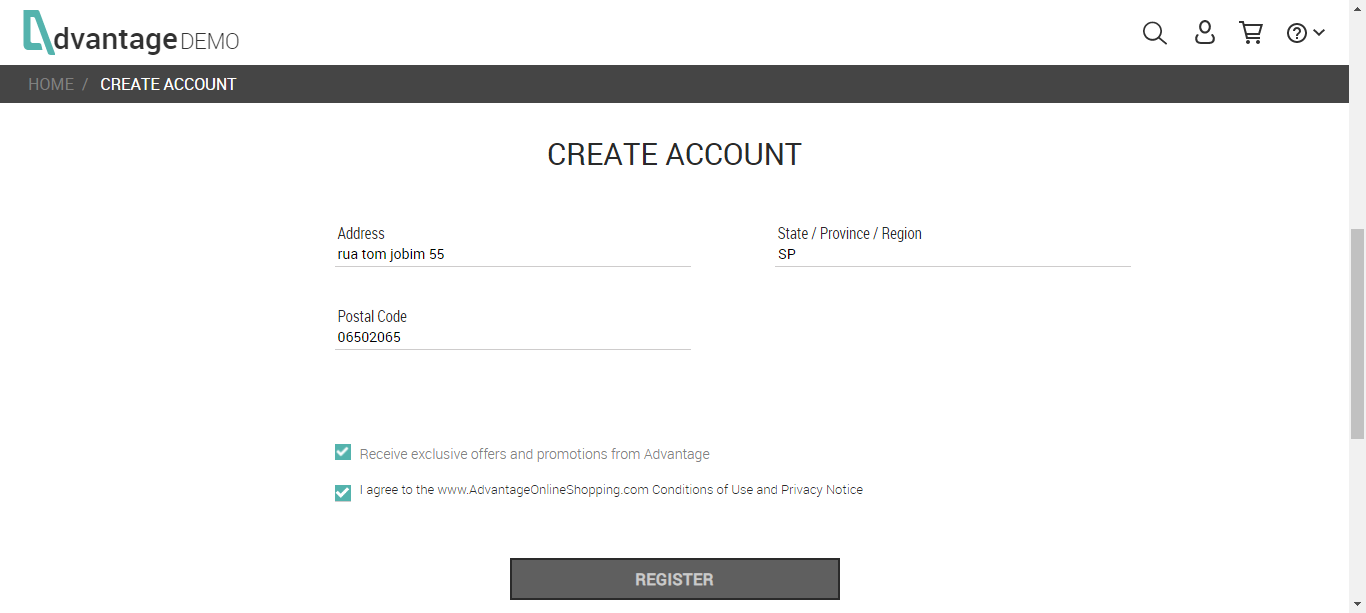 dvantage DEMO
HOME / CREATE ACCOUNT
CREATE ACCOUNT
Address
rua tom jobim 55
State / Province / Region
SP
Postal Code
06502065
Receive exclusive offers and promotions from Advantage
I agree to the www.AdvantageOnlineShopping.com Conditions of Use and Privacy Notice
REGISTER